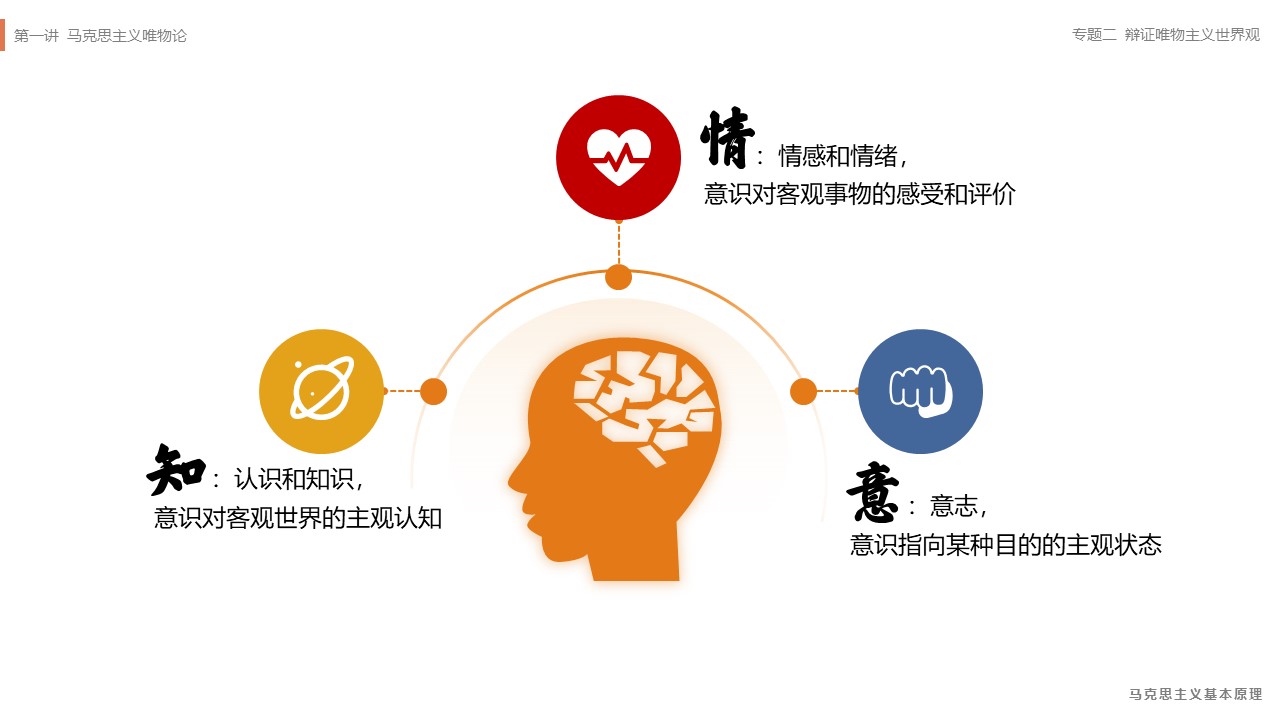 第一讲 马克思主义唯物论
专题二 辩证唯物主义世界观
情：情感和情绪，
意识对客观事物的感受和评价
知：认识和知识，
意识对客观世界的主观认知
意：意志，
意识指向某种目的的主观状态
马克思主义基本原理